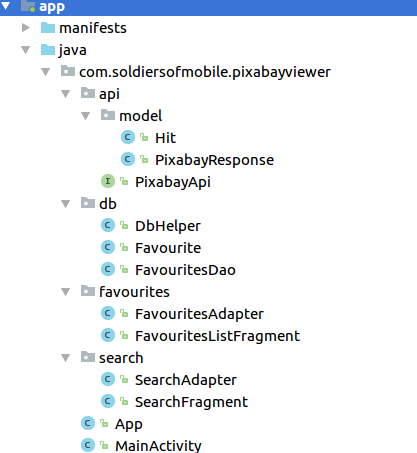 app
manifests
java
com.soldiersofmobile.pixabayviewer
api
model
C Hit
C PixabayResponse
I PixabayApi
db
C DbHelper
C Favourite
C FavouritesDao
favourites
C FavouritesAdapter
C FavouritesListFragment
search
C SearchAdapter
C SearchFragment
C App
C MainActivity